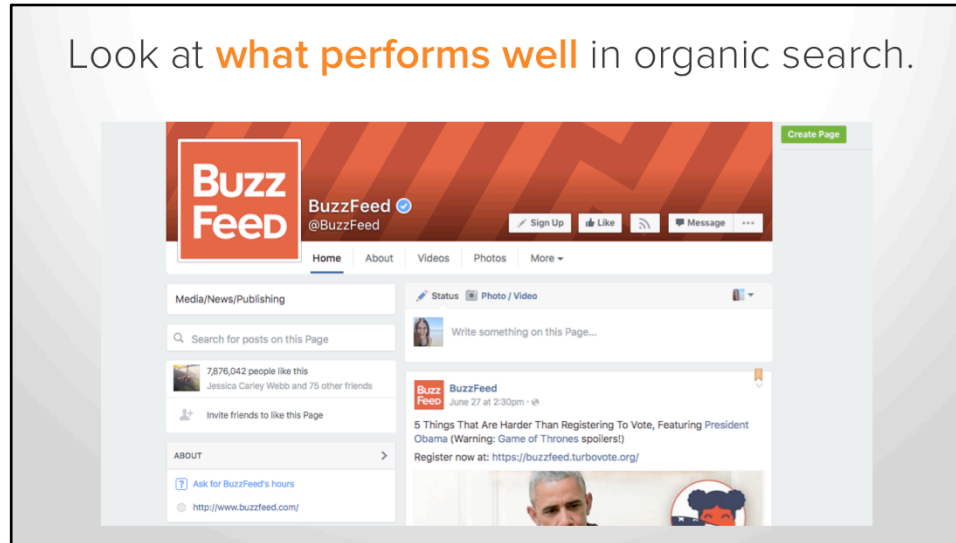 Look at what performs well in organic search.
Create Page
Buzz
FeeD
BuzzFeed
@BuzzFeed
Sign Up
Like
Message
Home About Videos Photos More
Media/News/Publishing
Search for posts on this Page
7,876,042 people like this
Jessica Carley Webb and 75 other friends
Invite friends to like this Page
ABOUT
Ask for BuzzFeed's hours
http://www.buzzfeed.com/
Status Photo / Video
Write something on this Page...
Buzz
FeeD
BuzzFeed
June 27 at 2:30pm ·
5 Things That Are Harder Than Registering To Vote, Featuring President
Obama (Warning: Game of Thrones spoilers!)
Register now at: https://buzzfeed.turbovote.org/